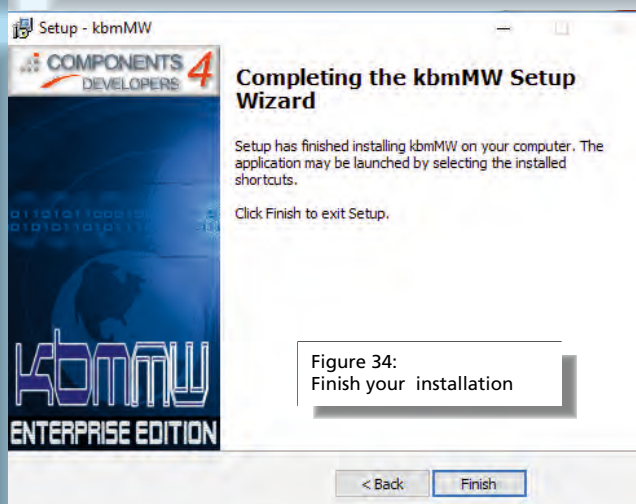 Setup - kbmMW
COMPONENTS 4
DEVELOPERS
Completing the kbmMW Setup
Wizard
Setup has finished installing kbmMW on your computer. The
application may be launched by selecting the installed
shortcuts.
Click Finish to exit Setup.
Figure 34:
Finish your installation
kbmmW
ENTERPRISE EDITION
< Back
Finish